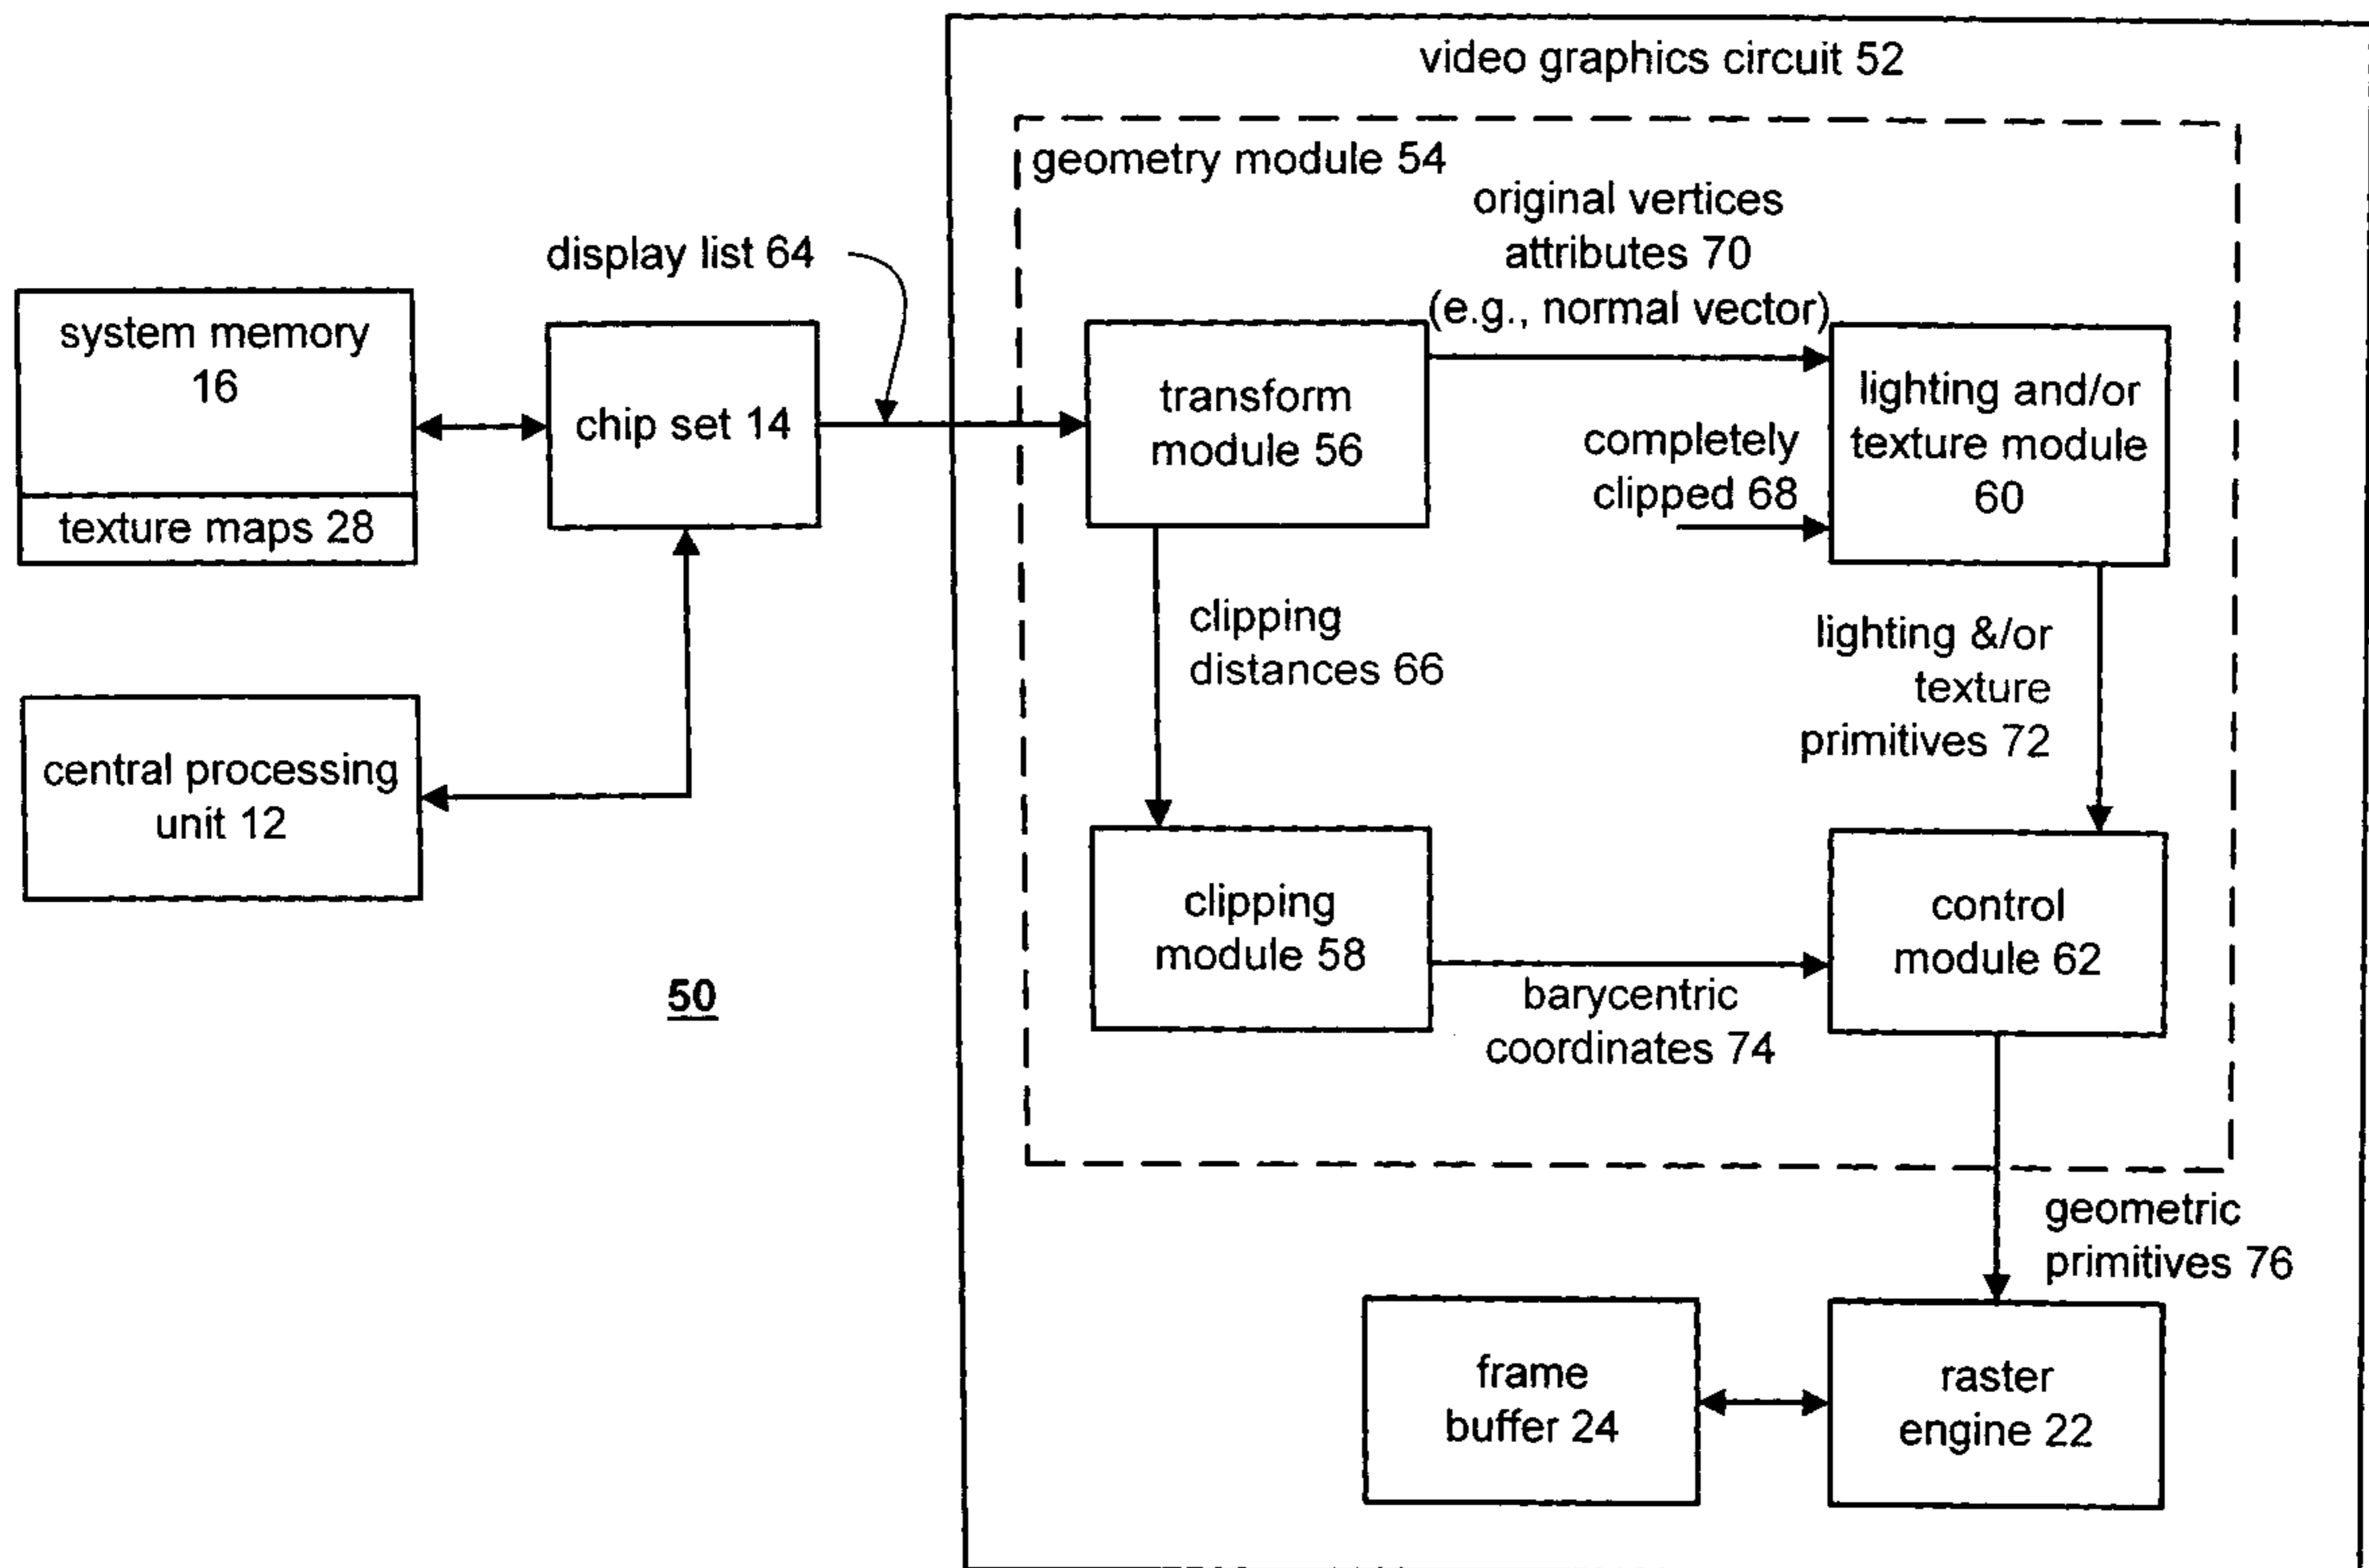 video graphics circuit 52
geometry module 54
original vertices
attributes 70
(e.g., normal vector)
display list 64
system memory
16
texture maps 28
chip set 14
transform
module 56
completely
clipped 68
lighting and/or
texture module
60
clipping
distances 66
lighting &/or
texture
primitives 72
central processing
unit 12
clipping
module 58
control
module 62
barycentric
coordinates 74
50
geometric
primitives 76
frame
buffer 24
raster
engine 22